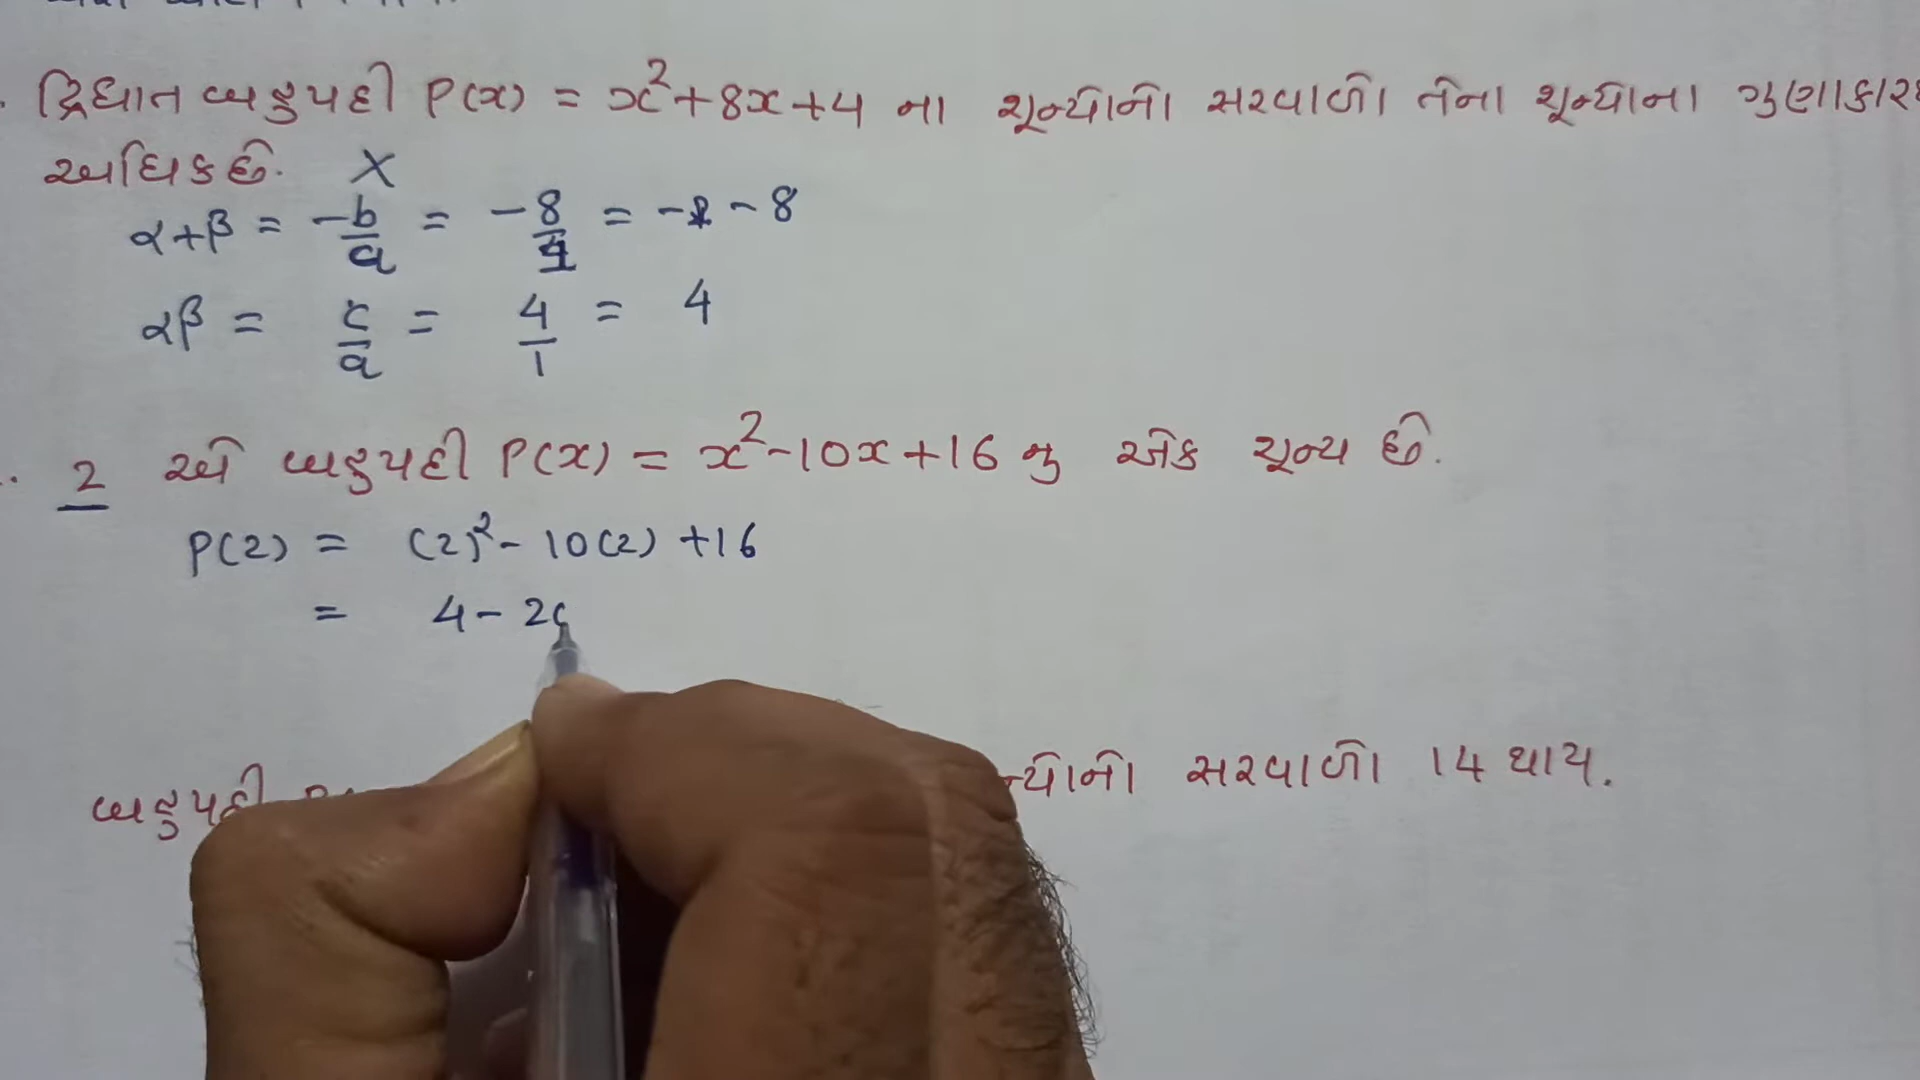 દ્વિઘાત બહુપદી P(x) = x²+8x+4 ના શૂન્યોનો સરવાળો તેના શૂન્યોના
અધિક છે. X
α+β = -b/a = -8/1 = - 8
αβ = c/a = 4/1 = 4
2 એ બહુપદી P(x) = x²-10x+16 નુ એક શૂન્ય છે.
P(2) = (2)² - 10(2) +16
= 4 - 20
બહુપદી સરવાળો 14 થાય.